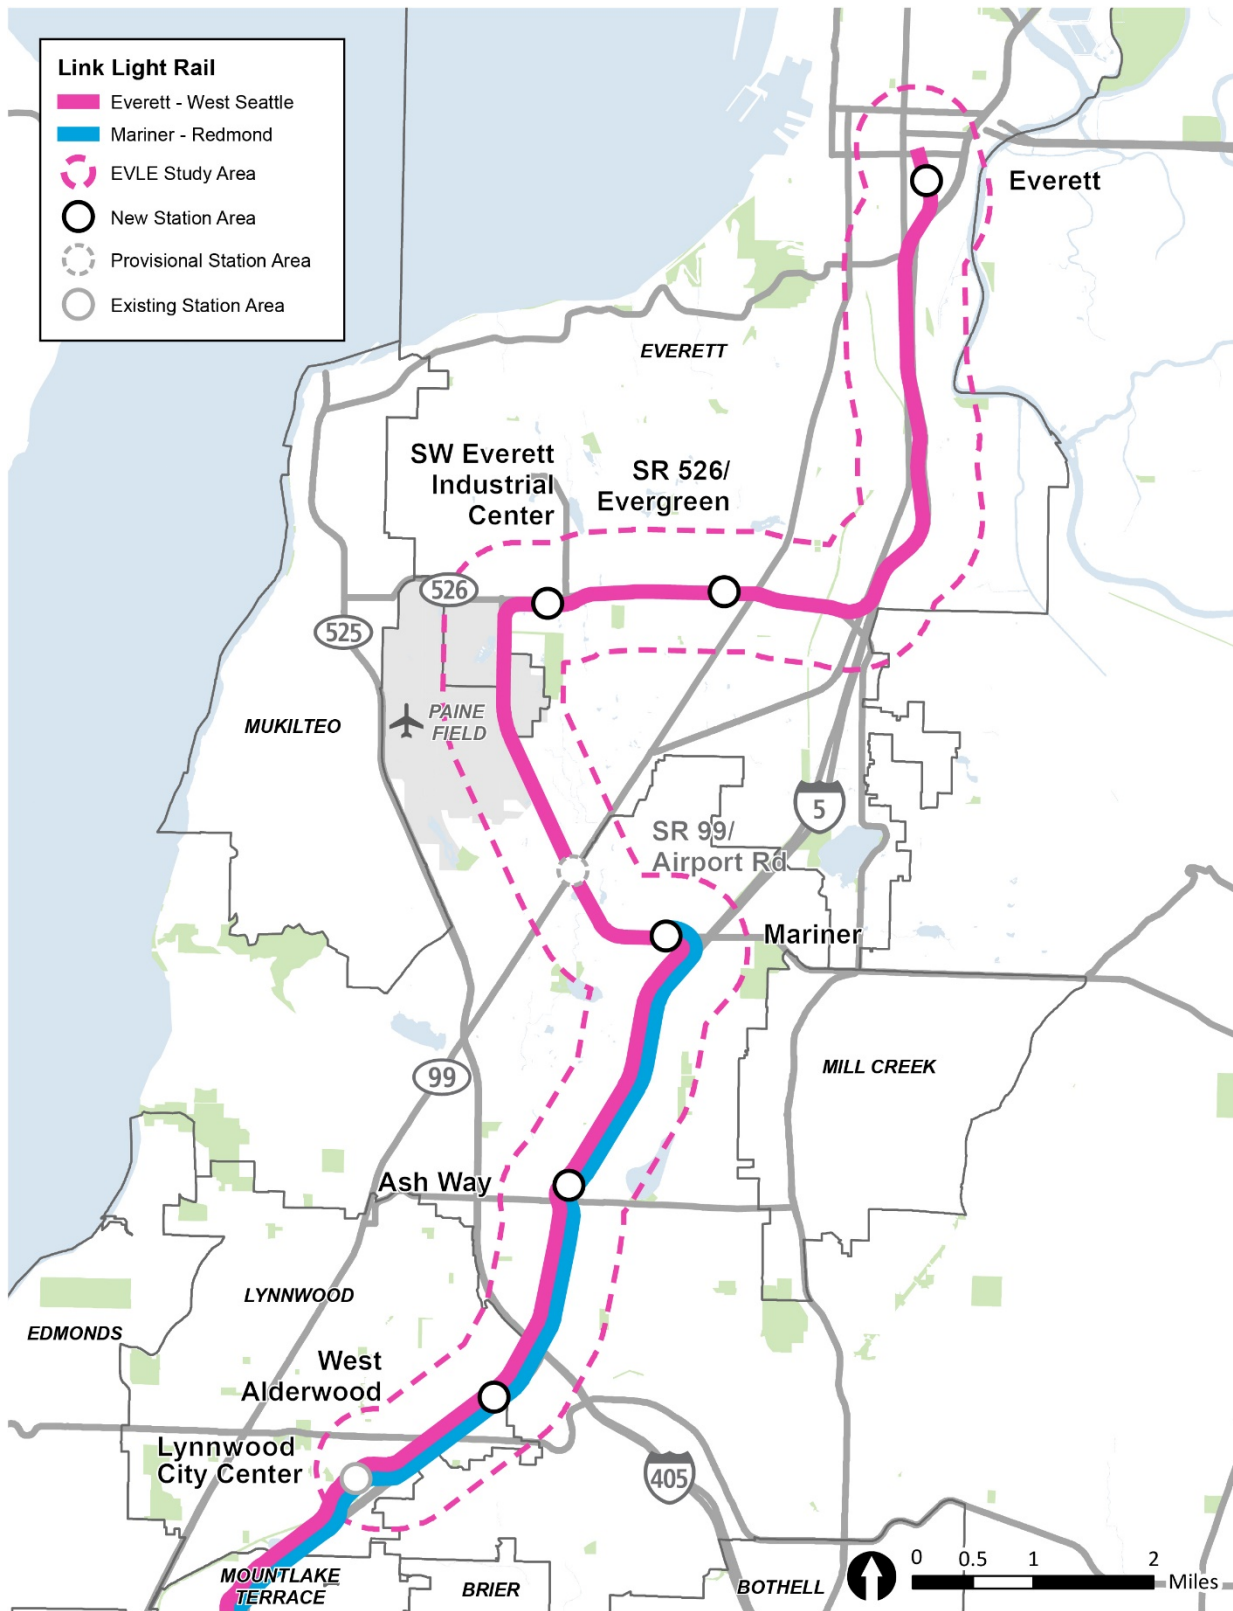 Link Light Rail
Everett - West Seattle
Mariner - Redmond
EVLE Study Area
New Station Area
Provisional Station Area
Existing Station Area
Everett
EVERETT
SW Everett
Industrial
Center
SR 526/
Evergreen
526
525
MUKILTEO
PAINE
FIELD
5
SR 99/
Airport Rd
Mariner
99
MILL CREEK
Ash Way
LYNNWOOD
EDMONDS
West
Alderwood
Lynnwood
City Center
405
MOUNTLAKE
TERRACE
BRIER
BOTHELL
0 0.5 1 2
Miles